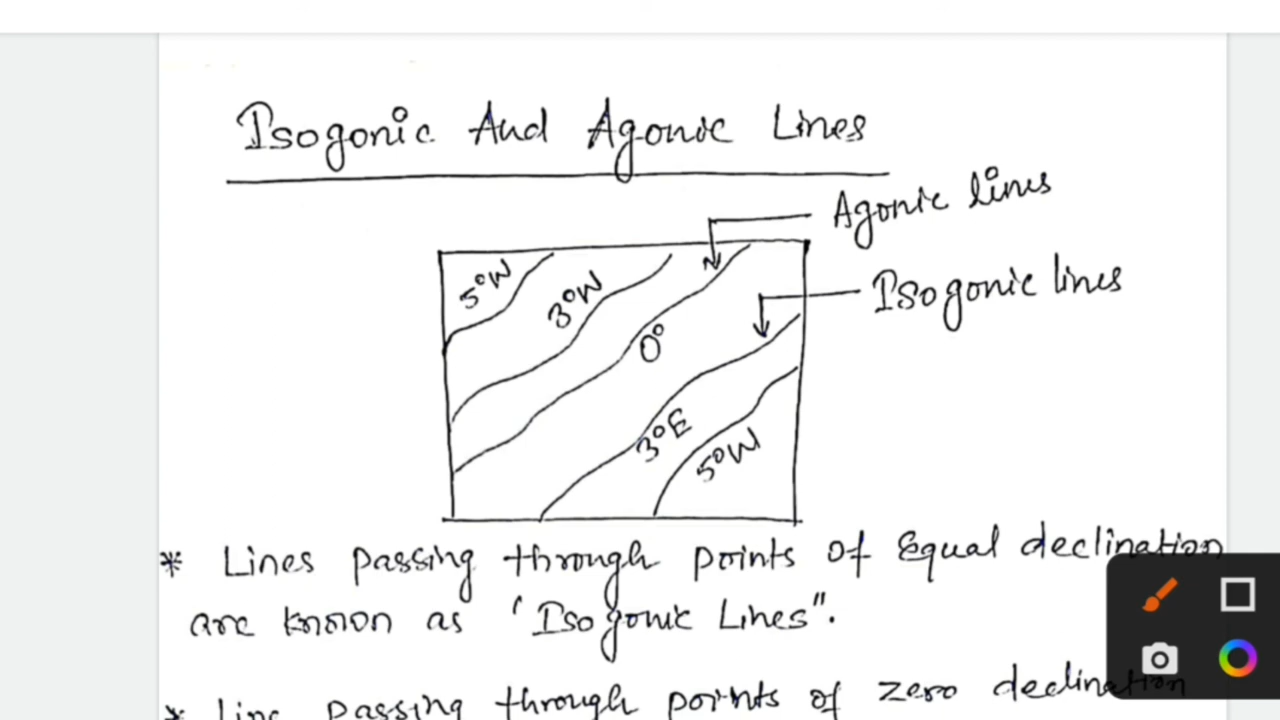 Isogonic And Agonic Lines
Agonic lines
Isogonic lines
5°W
3°W
0°
3°E
5°W
* Lines passing through points of Equal declination
are known as "Isogonic Lines".
* Line passing through points of zero declination